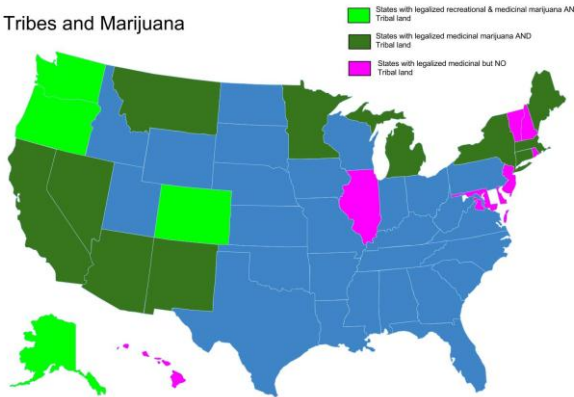 Tribes and Marijuana
States with legalized recreational & medicinal marijuana AN
Tribal land
States with legalized medicinal marijuana AND
Tribal land
States with legalized medicinal but NO
Tribal land